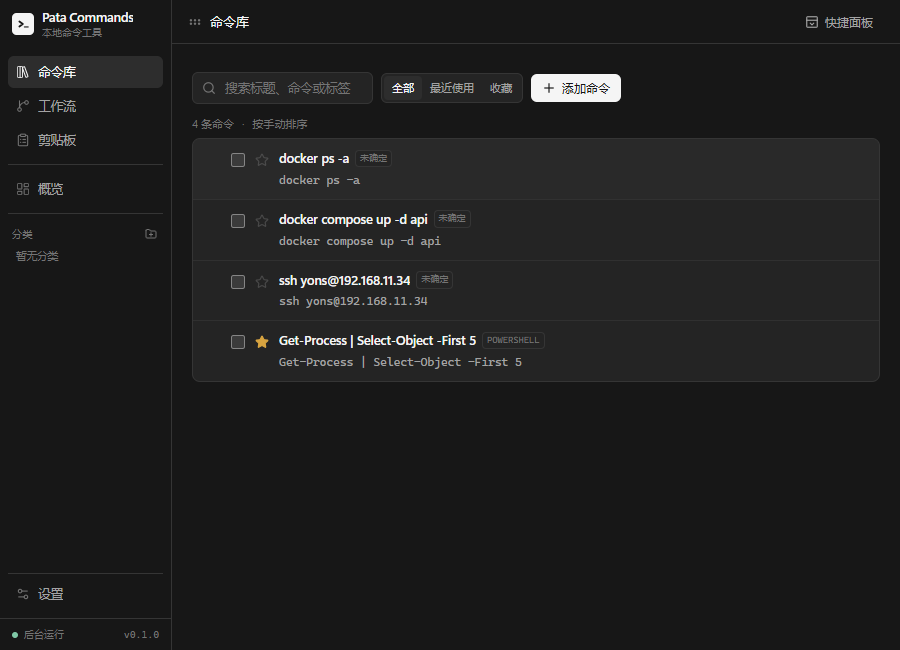 Pata Commands
本地命令工具
命令库
工作流
剪贴板
概览
分类
暂无分类
设置
后台运行 v0.1.0
命令库
快捷面板
搜索标题、命令或标签
全部 最近使用 收藏
添加命令
4 条命令 · 按手动排序
docker ps -a 未确定
docker ps -a
docker compose up -d api 未确定
docker compose up -d api
ssh yons@192.168.11.34 未确定
ssh yons@192.168.11.34
Get-Process | Select-Object -First 5 POWERSHELL
Get-Process | Select-Object -First 5